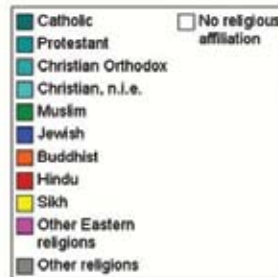 Catholic
Protestant
Christian Orthodox
Christian, n.i.e.
Muslim
Jewish
Buddhist
Hindu
Sikh
Other Eastern
religions
Other religions
No religious
affiliation